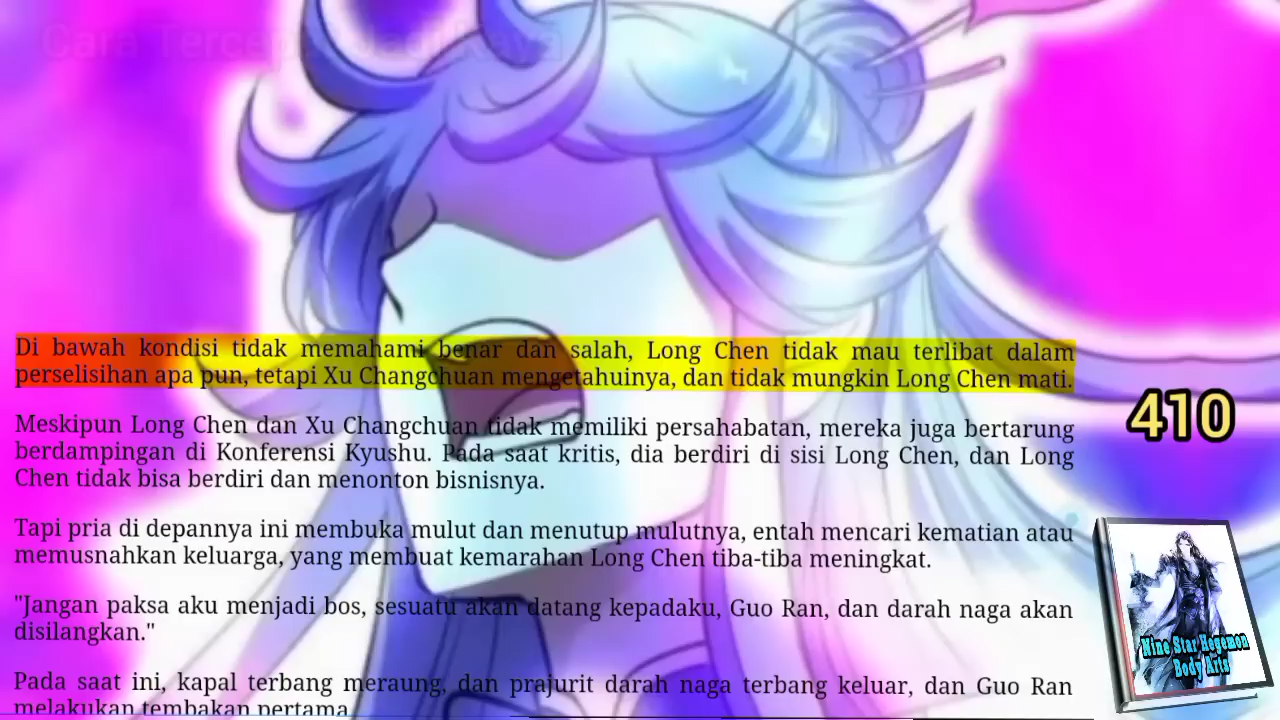 Cara Tercepat
Di bawah kondisi tidak memahami benar dan salah, Long Chen tidak mau terlibat dalam
perselisihan apa pun, tetapi Xu Changchuan mengetahuinya, dan tidak mungkin Long Chen mati.
410
Meskipun Long Chen dan Xu Changchuan tidak memiliki persahabatan, mereka juga bertarung
berdampingan di Konferensi Kyushu. Pada saat kritis, dia berdiri di sisi Long Chen, dan Long
Chen tidak bisa berdiri dan menonton bisnisnya.
Tapi pria di depannya ini membuka mulut dan menutup mulutnya, entah mencari kematian atau
memusnahkan keluarga, yang membuat kemarahan Long Chen tiba-tiba meningkat.
"Jangan paksa aku menjadi bos, sesuatu akan datang kepadaku, Guo Ran, dan darah naga akan
disilangkan."
Pada saat ini, kapal terbang meraung, dan prajurit darah naga terbang keluar, dan Guo Ran
melakukan tembakan pertama.
Nine Star Hegemon
Body Arts